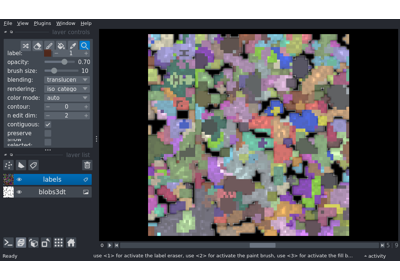 File View Plugins Window Help
layer controls
label: 1
opacity: 0.70
brush size: 10
blending: translucen
rendering: iso_catego
color mode: auto
contour: 0
n edit dim: 2
contiguous:
preserve
show
selected:
layer list
labels
blobs3dt
Ready
use <1> for activate the label eraser, use <2> for activate the paint brush, use <3> for activate the fill b...
activity